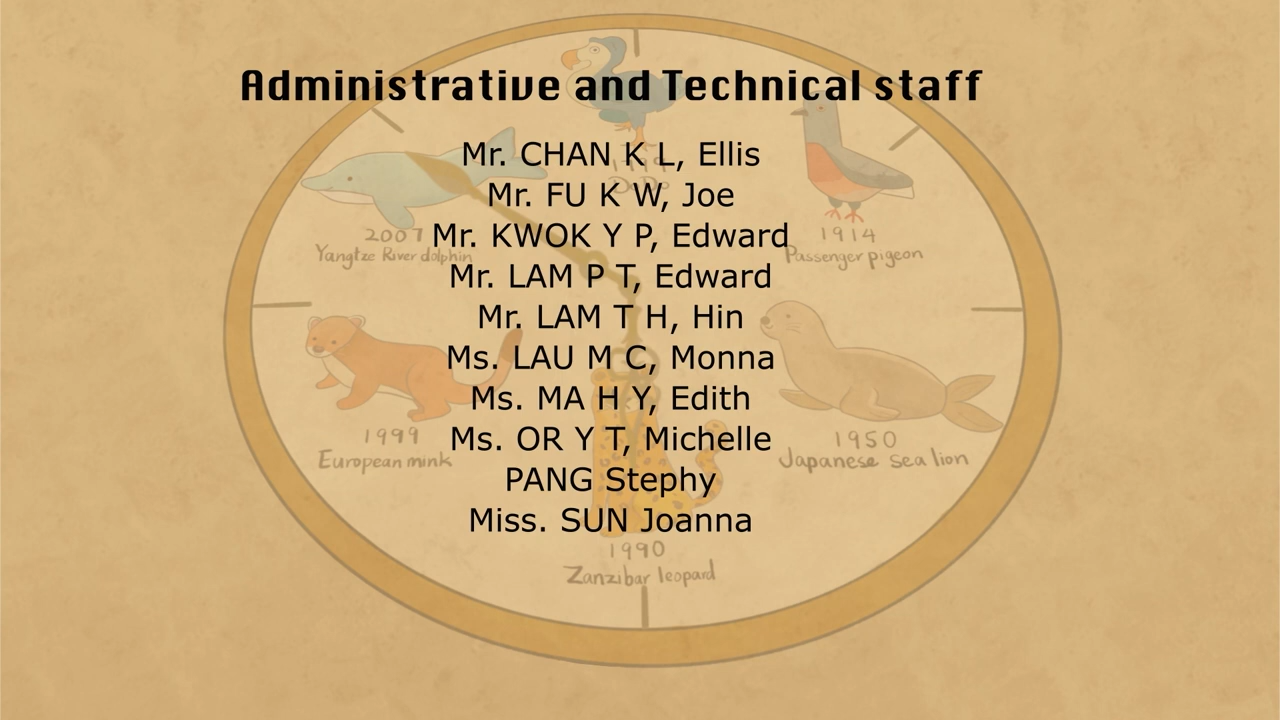 Administrative and Technical staff
Mr. CHAN K L, Ellis
Mr. FU K W, Joe
Mr. KWOK Y P, Edward
Mr. LAM P T, Edward
Mr. LAM T H, Hin
Ms. LAU M C, Monna
Ms. MA H Y, Edith
Ms. OR Y T, Michelle
PANG Stephy
Miss. SUN Joanna
DoDo
2007
Yangtze River dolphin
1914
Passenger pigeon
1999
European mink
1950
Japanese sea lion
1990
Zanzibar leopard